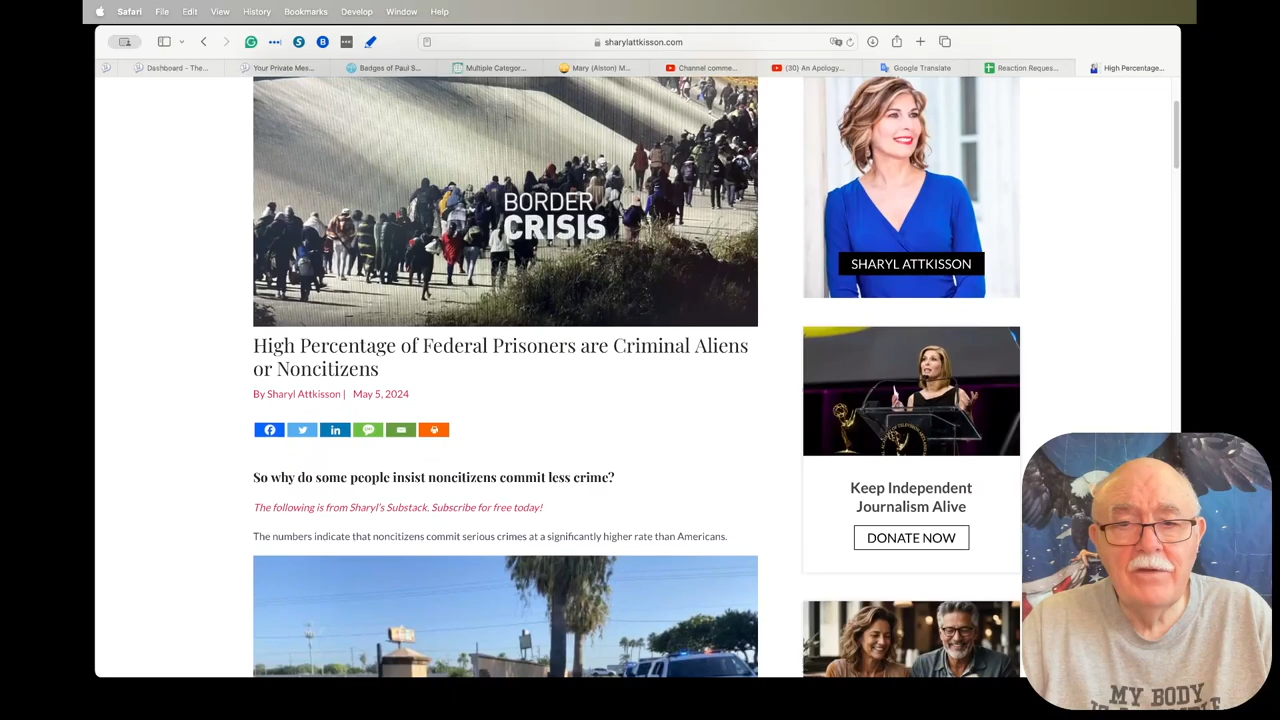 Safari File Edit View History Bookmarks Develop Window Help
sharylattkisson.com
Dashboard - The... Your Private Mes... Badges of Paul S... Multiple Categor... Mary (Alston) M... Channel comme... (30) An Apology... Google Translate Reaction Reques... High Percentage...
BORDER
CRISIS
SHARYL ATTKISSON
High Percentage of Federal Prisoners are Criminal Aliens
or Noncitizens
By Sharyl Attkisson | May 5, 2024
So why do some people insist noncitizens commit less crime?
The following is from Sharyl's Substack. Subscribe for free today!
The numbers indicate that noncitizens commit serious crimes at a significantly higher rate than Americans.
Keep Independent
Journalism Alive
DONATE NOW
MY BODY